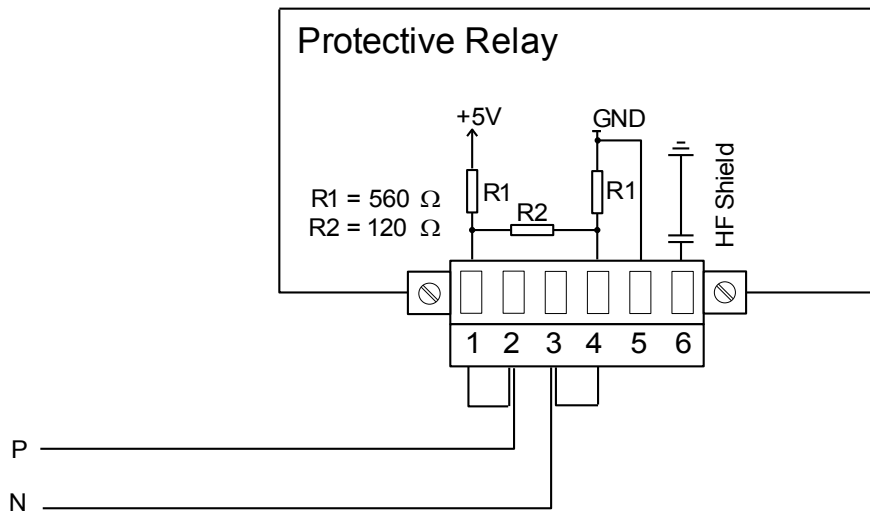 Protective Relay
+5V
GND
R1 = 560 Ω
R2 = 120 Ω
R1
R2
R1
HF Shield
1 2 3 4 5 6
P
N